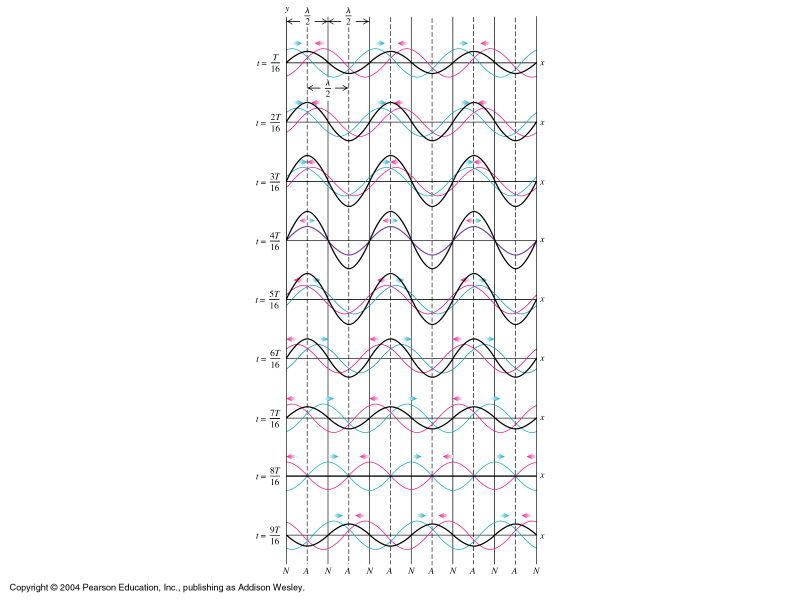 y
λ/2 λ/2
t = T/16 x
λ/2
t = 2T/16 x
t = 3T/16 x
t = 4T/16 x
t = 5T/16 x
t = 6T/16 x
t = 7T/16 x
t = 8T/16 x
t = 9T/16 x
N A N A N A N A N A N A N
Copyright © 2004 Pearson Education, Inc., publishing as Addison Wesley.